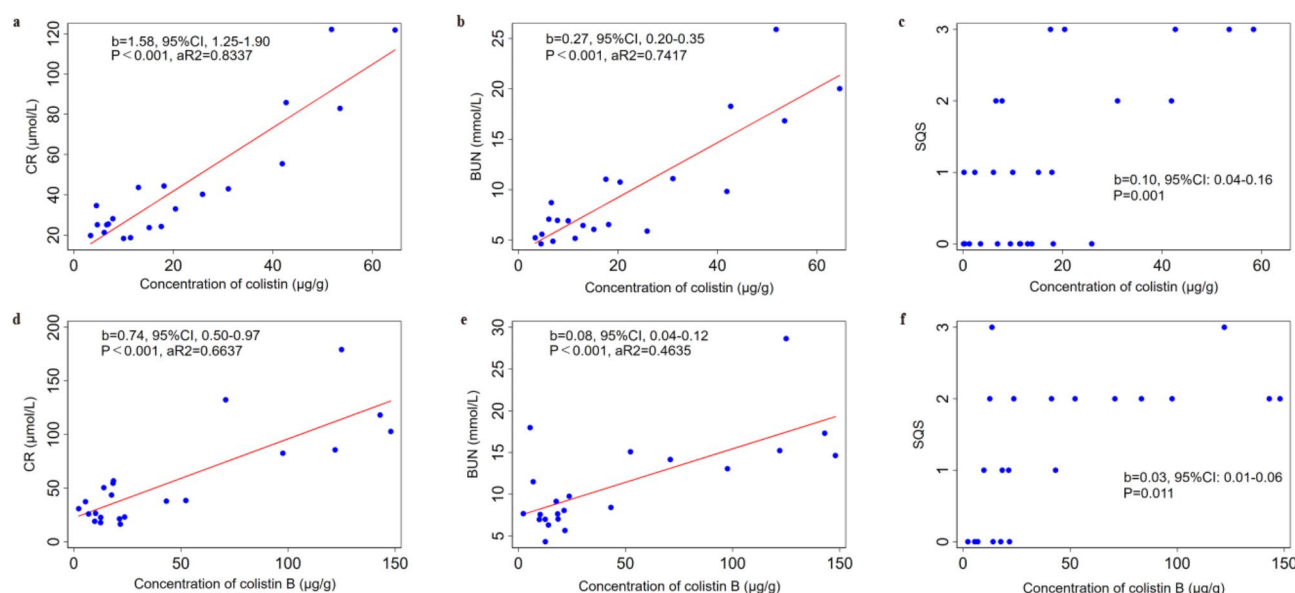 a
b=1.58, 95%CI, 1.25-1.90
P<0.001, aR2=0.8337
CR (μmol/L)
120
100
80
60
40
20
0
20
40
60
Concentration of colistin (μg/g)
b
b=0.27, 95%CI, 0.20-0.35
P<0.001, aR2=0.7417
BUN (mmol/L)
25
20
15
10
5
0
20
40
60
Concentration of colistin (μg/g)
c
SQS
3
2
1
0
b=0.10, 95%CI: 0.04-0.16
P=0.001
0
20
40
60
Concentration of colistin (μg/g)
d
b=0.74, 95%CI, 0.50-0.97
P<0.001, aR2=0.6637
CR (μmol/L)
200
150
100
50
0
0
50
100
150
Concentration of colistin B (μg/g)
e
b=0.08, 95%CI, 0.04-0.12
P<0.001, aR2=0.4635
BUN (mmol/L)
30
25
20
15
10
5
0
50
100
150
Concentration of colistin B (μg/g)
f
SQS
3
2
1
0
b=0.03, 95%CI: 0.01-0.06
P=0.011
0
50
100
150
Concentration of colistin B (μg/g)